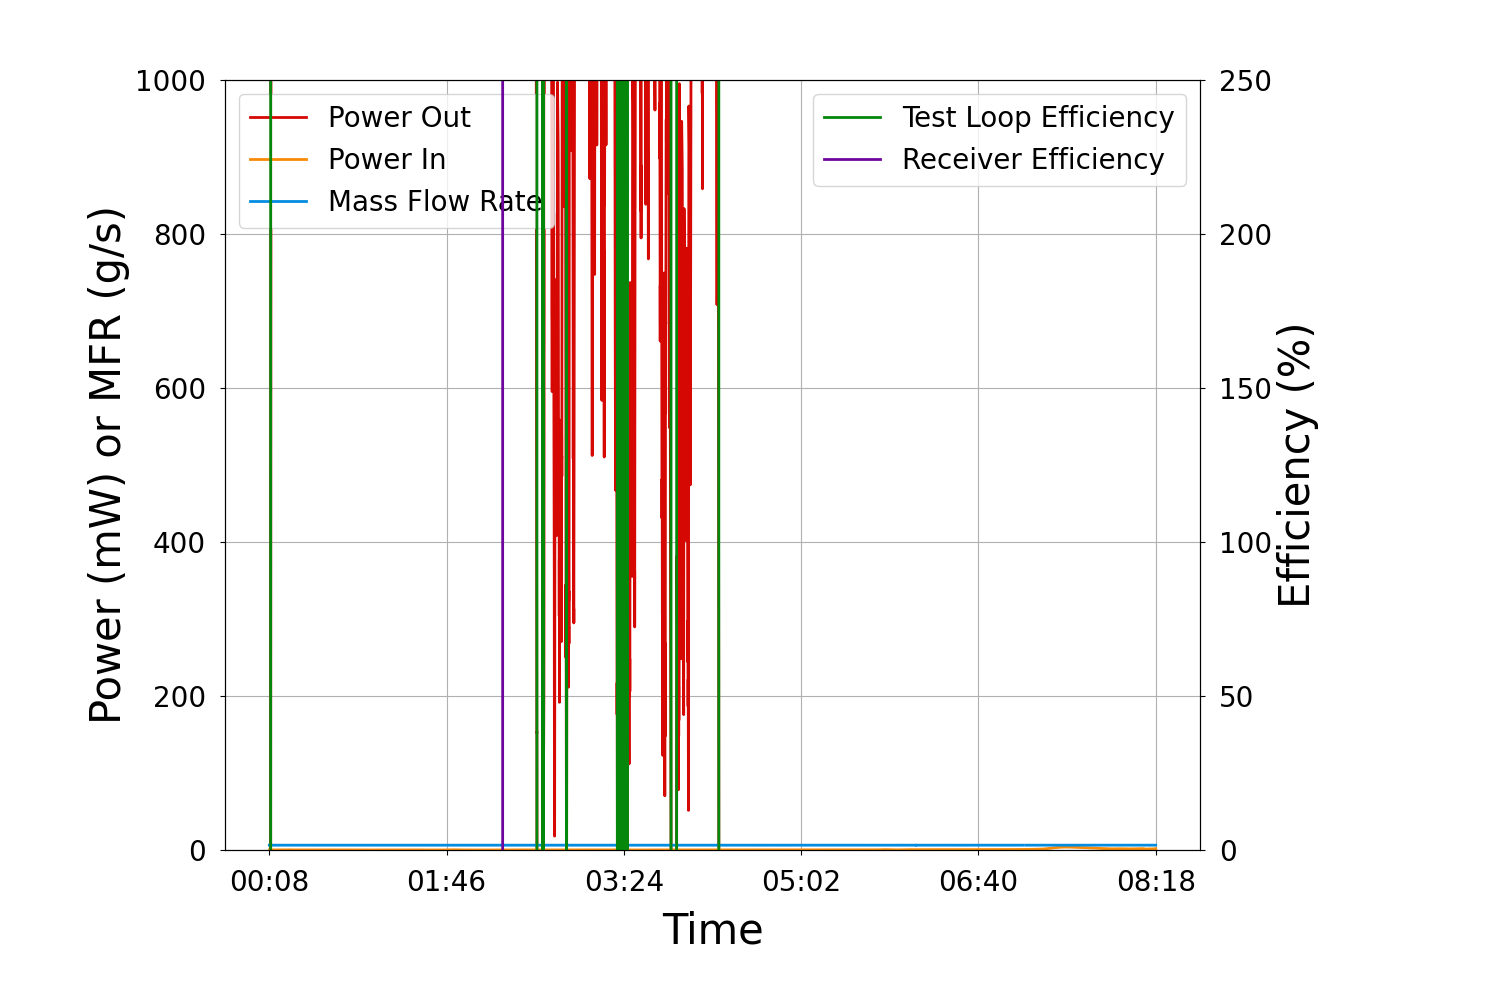 Power Out
Power In
Mass Flow Rate
Test Loop Efficiency
Receiver Efficiency
1000
800
600
400
200
0
Power (mW) or MFR (g/s)
250
200
150
100
50
0
Efficiency (%)
00:08 01:46 03:24 05:02 06:40 08:18
Time